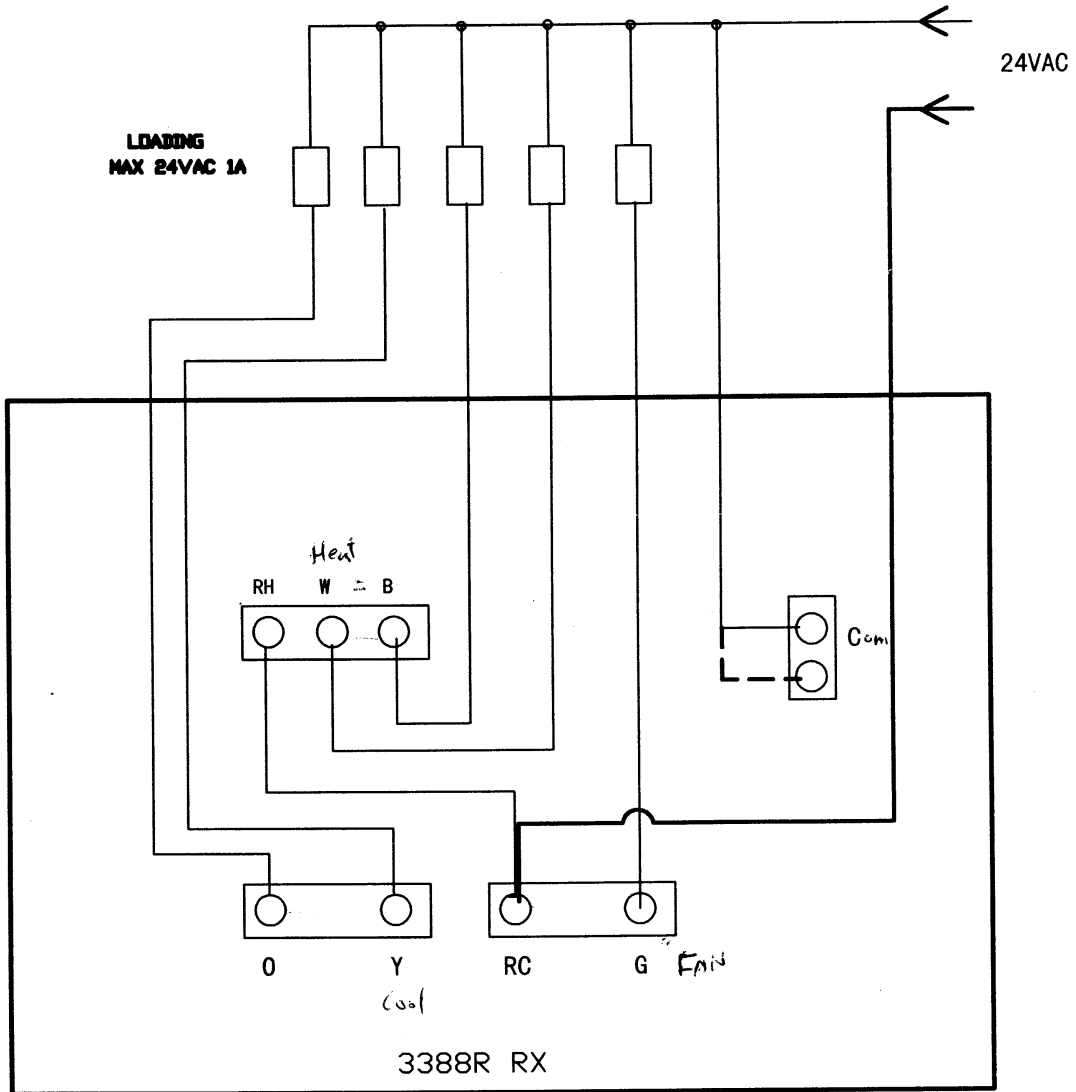 24VAC
LOADING
MAX 24VAC 1A
Heat
RH W = B
Com
O Y RC G FAN
Cool
3388R RX